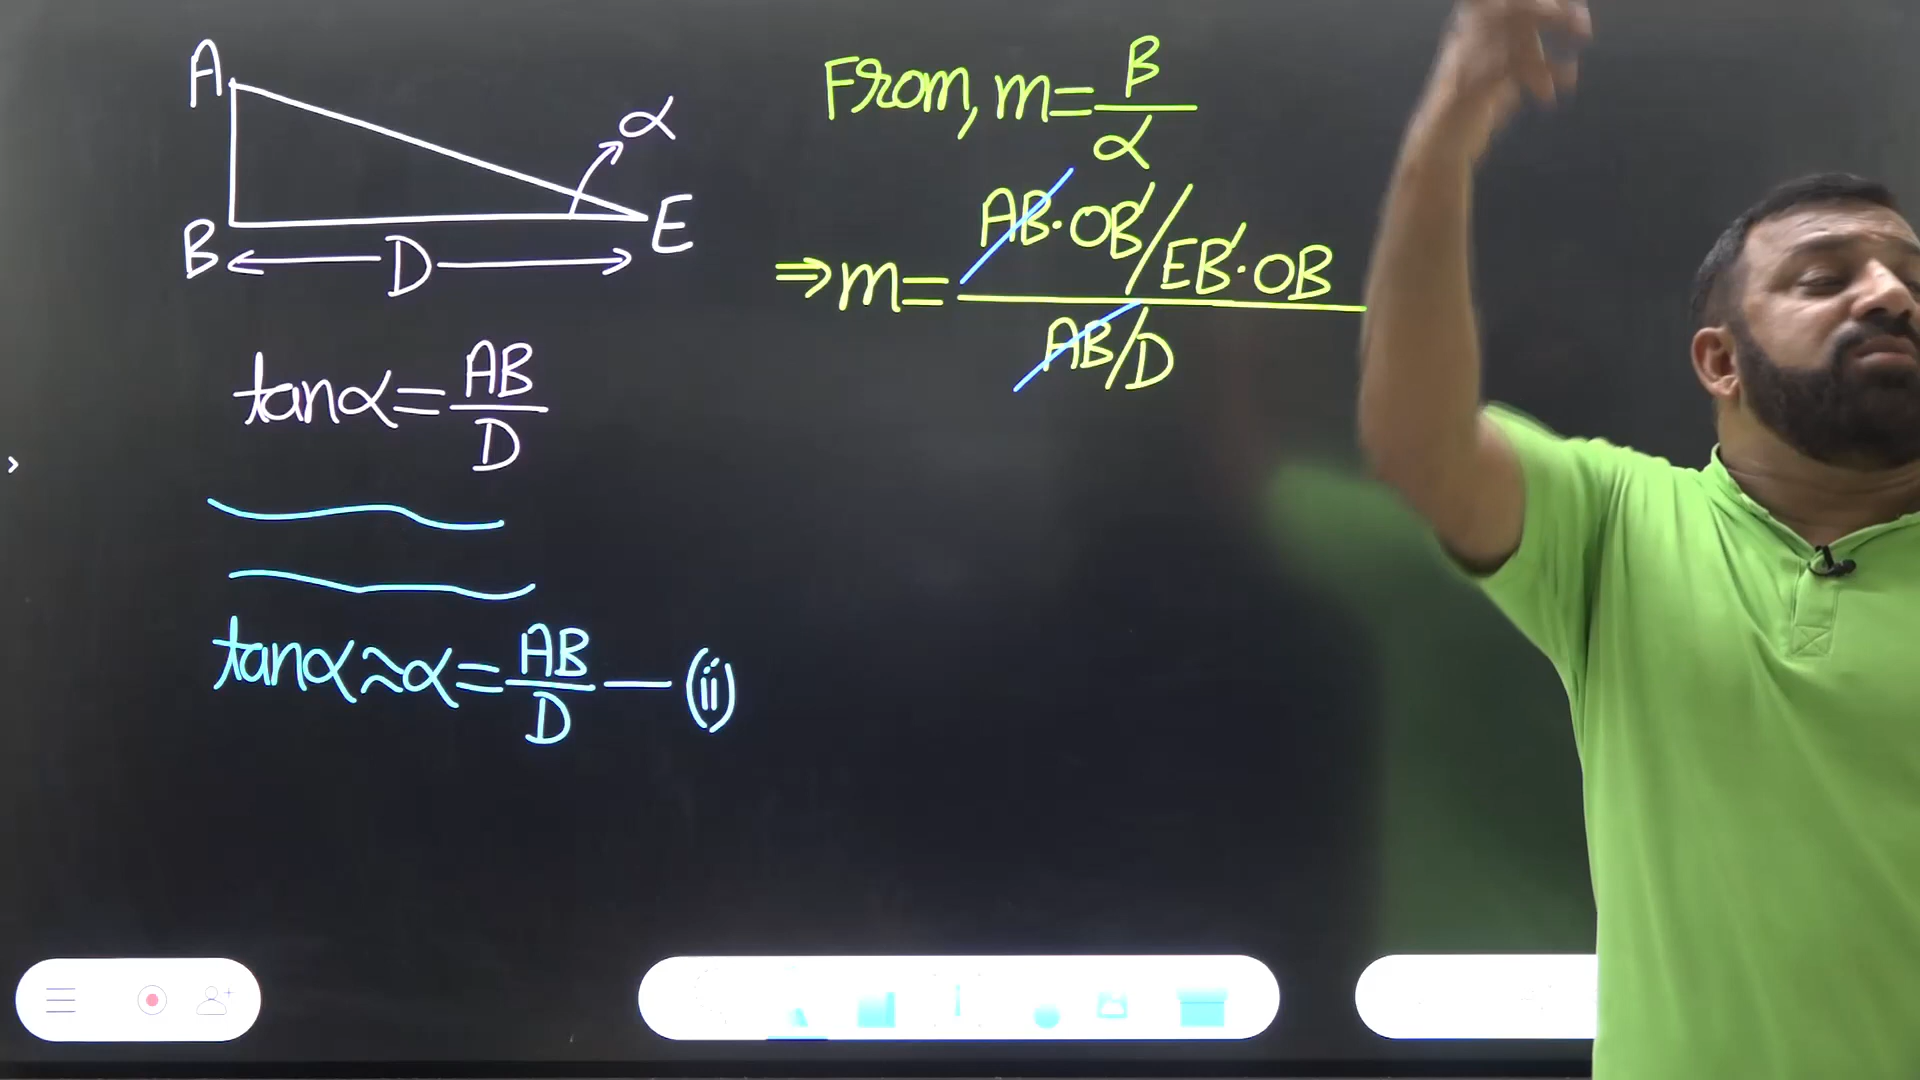 A
α
B
D
E
tanα = AB/D
tanα ≈ α = AB/D — (ii)
From, m = β/α
⇒ m = AB·OB'/EB'·OB
AB/D